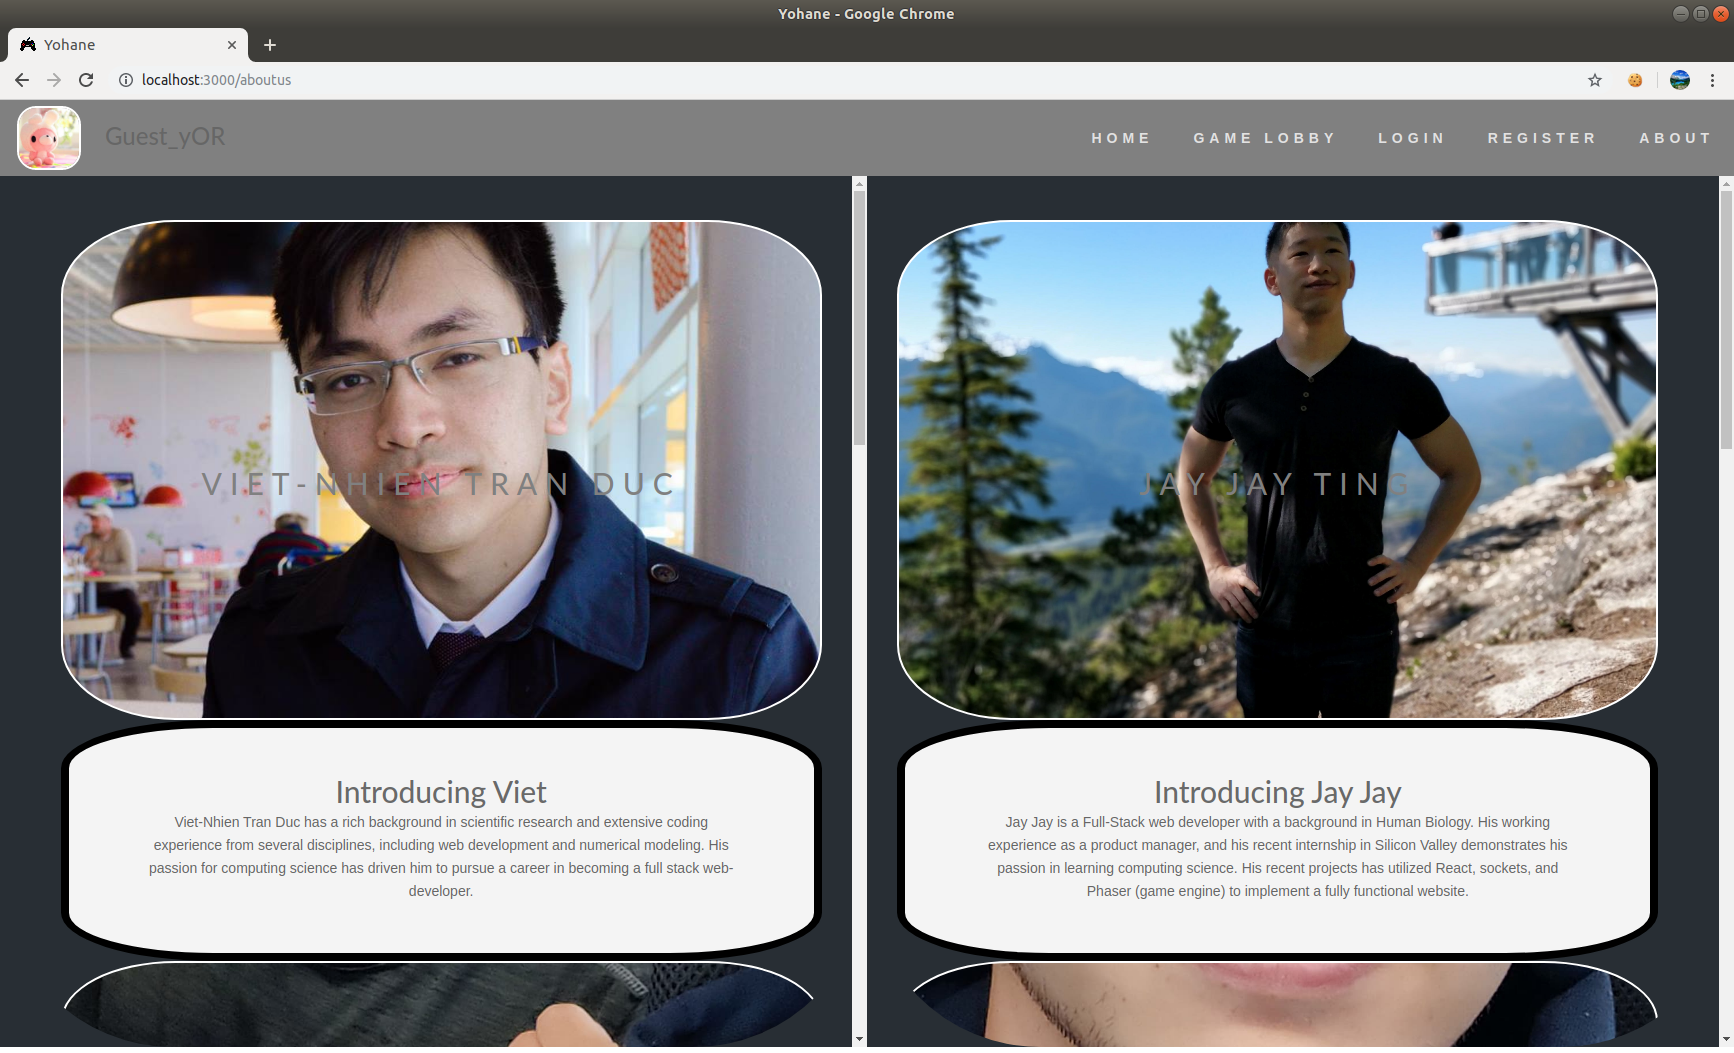 Yohane - Google Chrome
Yohane
localhost:3000/aboutus
Guest_yOR
HOME GAME LOBBY LOGIN REGISTER ABOUT
VIET-NHIEN TRAN DUC
JAY JAY TING
Introducing Viet
Viet-Nhien Tran Duc has a rich background in scientific research and extensive coding
experience from several disciplines, including web development and numerical modeling. His
passion for computing science has driven him to pursue a career in becoming a full stack web-
developer.
Introducing Jay Jay
Jay Jay is a Full-Stack web developer with a background in Human Biology. His working
experience as a product manager, and his recent internship in Silicon Valley demonstrates his
passion in learning computing science. His recent projects has utilized React, sockets, and
Phaser (game engine) to implement a fully functional website.